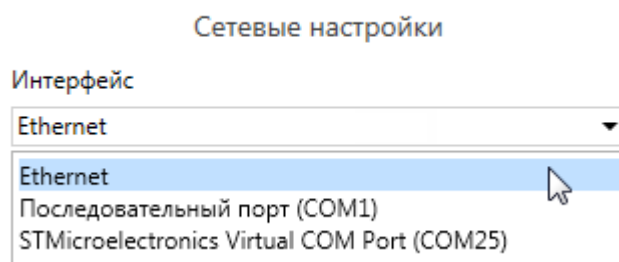 Сетевые настройки
Интерфейс
Ethernet
Ethernet
Последовательный порт (COM1)
STMicroelectronics Virtual COM Port (COM25)